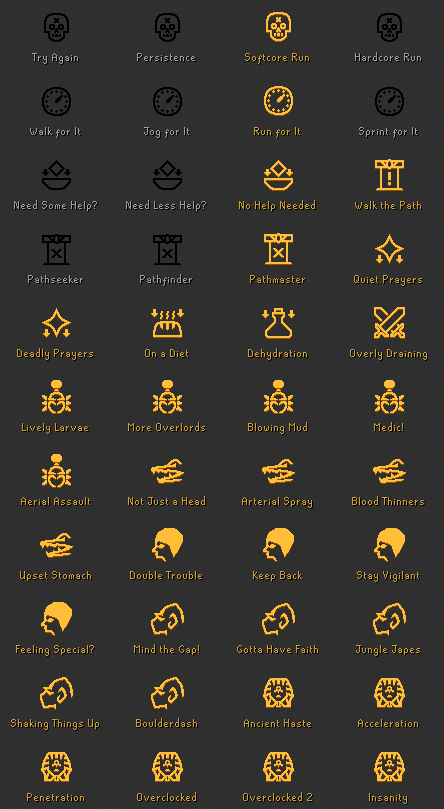 Try Again
Persistence
Softcore Run
Hardcore Run
Walk for It
Jog for It
Run for It
Sprint for It
Need Some Help?
Need Less Help?
No Help Needed
Walk the Path
Pathseeker
Pathfinder
Pathmaster
Quiet Prayers
Deadly Prayers
On a Diet
Dehydration
Overly Draining
Lively Larvae
More Overlords
Blowing Mud
Medic!
Aerial Assault
Not Just a Head
Arterial Spray
Blood Thinners
Upset Stomach
Double Trouble
Keep Back
Stay Vigilant
Feeling Special?
Mind the Gap!
Gotta Have Faith
Jungle Japes
Shaking Things Up
Boulderdash
Ancient Haste
Acceleration
Penetration
Overclocked
Overclocked 2
Insanity